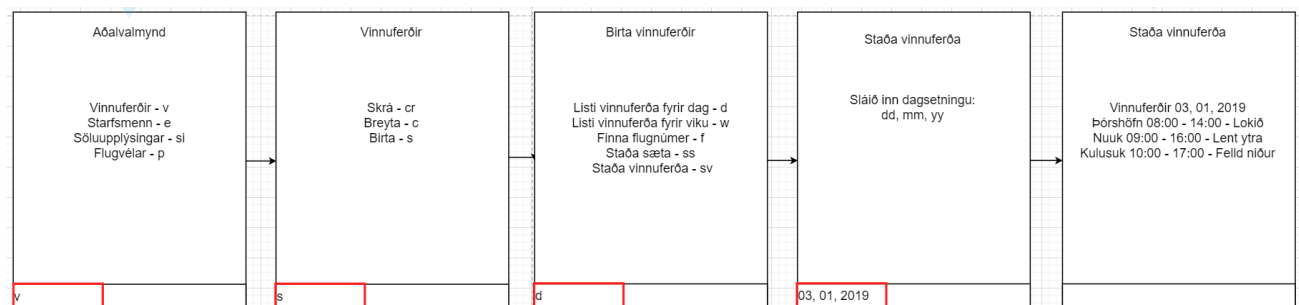 Aðalvalmynd
Vinnuferðir - v
Starfsmenn - e
Söluupplýsingar - si
Flugvélar - p
v
Vinnuferðir
Skrá - cr
Breyta - c
Birta - s
s
Birta vinnuferðir
Listi vinnuferða fyrir dag - d
Listi vinnuferða fyrir viku - w
Finna flugnúmer - f
Staða sæta - ss
Staða vinnuferða - sv
d
Staða vinnuferða
Sláið inn dagsetningu:
dd, mm, yy
03, 01, 2019
Staða vinnuferða
Vinnuferðir 03, 01, 2019
Þórshöfn 08:00 - 14:00 - Lokið
Nuuk 09:00 - 16:00 - Lent ytra
Kulusuk 10:00 - 17:00 - Felld niður